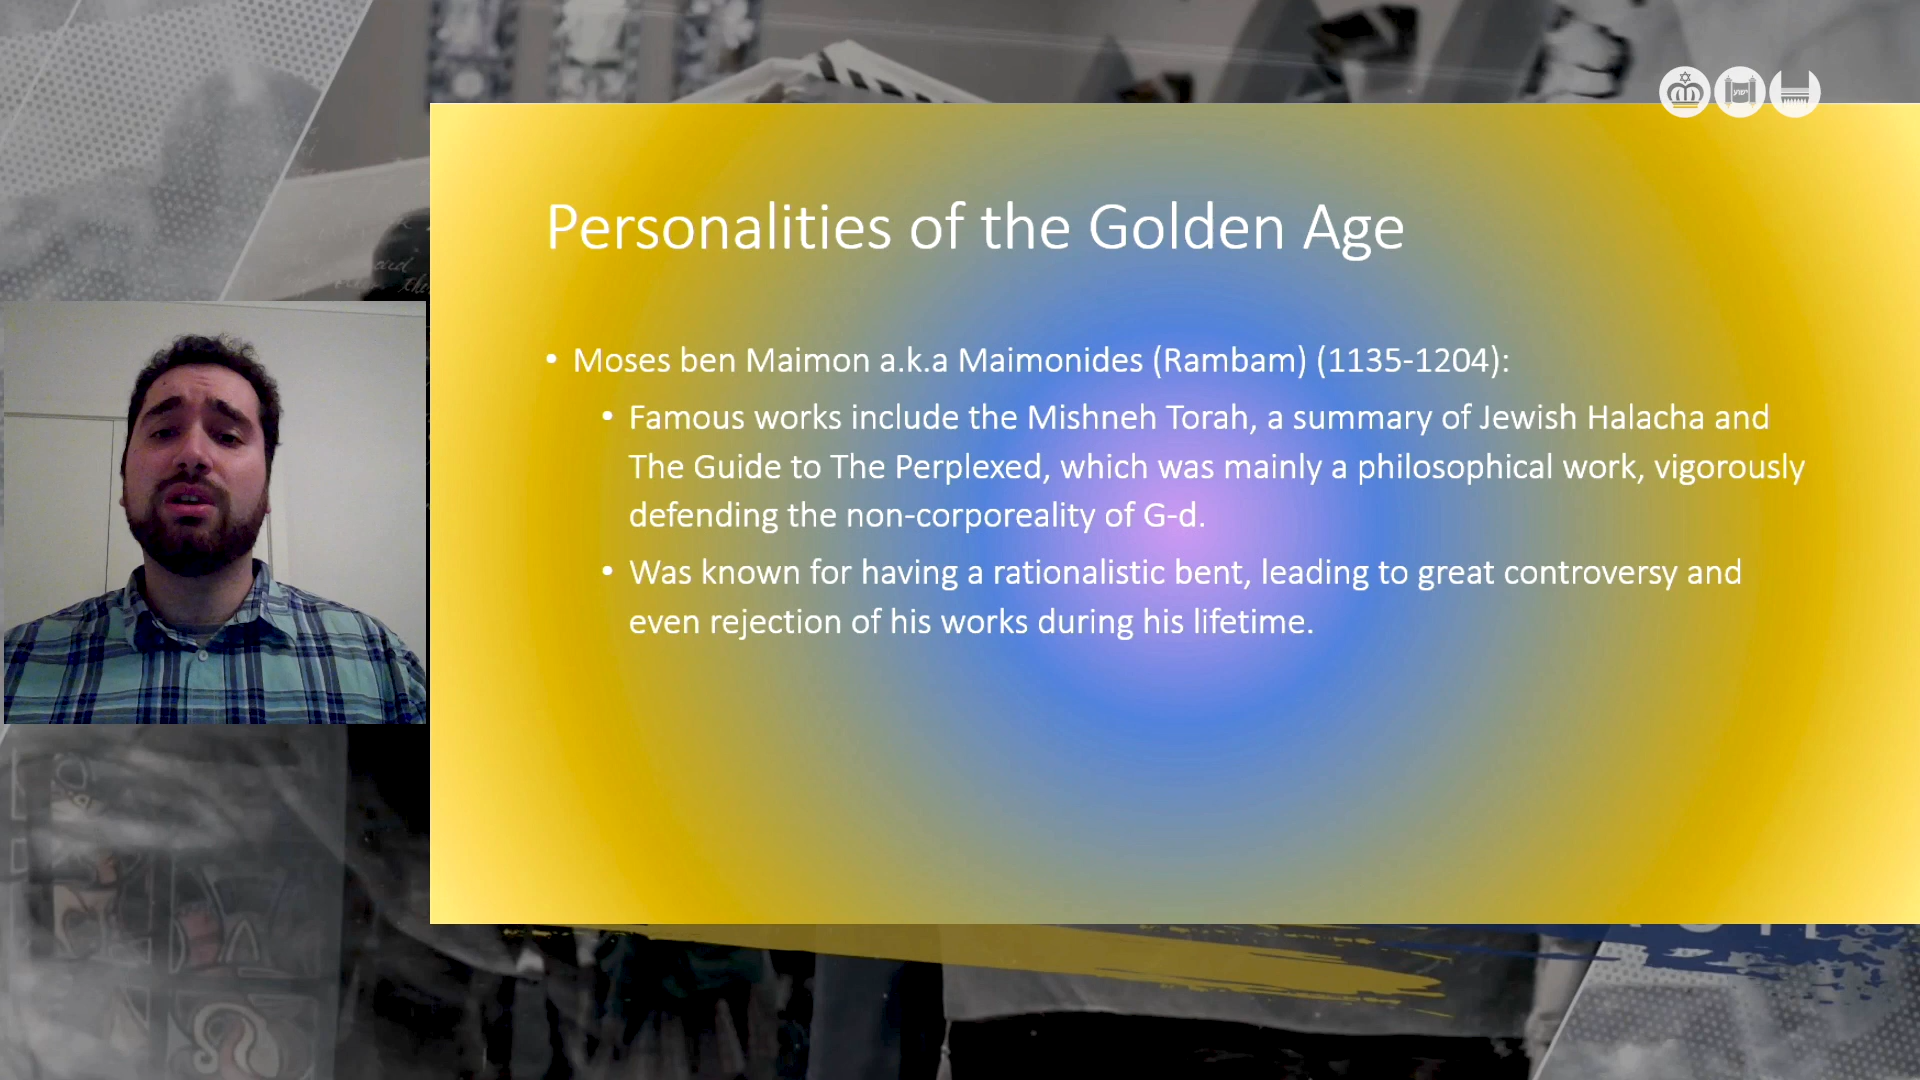 Personalities of the Golden Age
• Moses ben Maimon a.k.a Maimonides (Rambam) (1135-1204):
• Famous works include the Mishneh Torah, a summary of Jewish Halacha and
The Guide to The Perplexed, which was mainly a philosophical work, vigorously
defending the non-corporeality of G-d.
• Was known for having a rationalistic bent, leading to great controversy and
even rejection of his works during his lifetime.